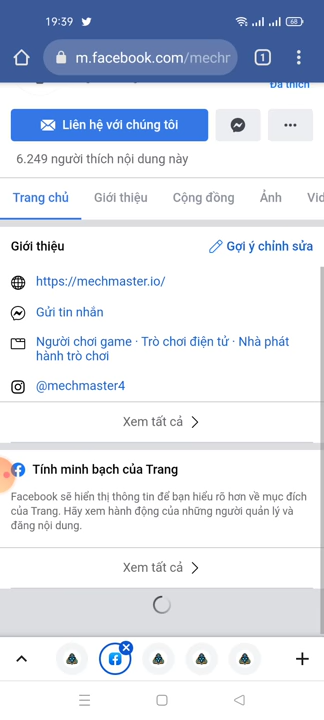 19:39
68
m.facebook.com/mechr
1
Đã thích
Liên hệ với chúng tôi
6.249 người thích nội dung này
Trang chủ Giới thiệu Cộng đồng Ảnh Vid
Giới thiệu Gợi ý chỉnh sửa
https://mechmaster.io/
Gửi tin nhắn
Người chơi game · Trò chơi điện tử · Nhà phát
hành trò chơi
@mechmaster4
Xem tất cả
Tính minh bạch của Trang
Facebook sẽ hiển thị thông tin để bạn hiểu rõ hơn về mục đích
của Trang. Hãy xem hành động của những người quản lý và
đăng nội dung.
Xem tất cả